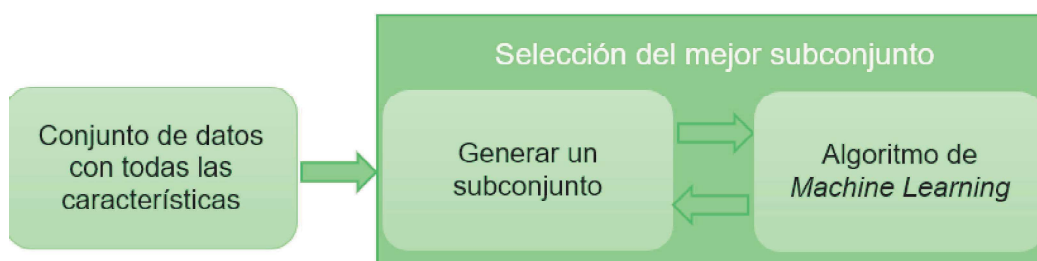 Selección del mejor subconjunto
Conjunto de datos
con todas las
características
Generar un
subconjunto
Algoritmo de
Machine Learning